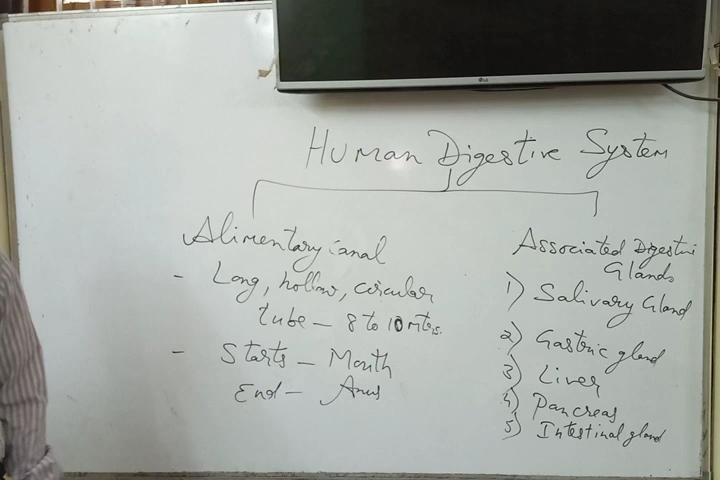 LG
Human Digestive System
Alimentary Canal
- Long, hollow, circular
tube - 8 to 10 mters.
- Starts - Mouth
End - Anus
Associated Digestive
Glands
1) Salivary Gland
2) Gastric gland
3) Liver
4) Pancreas
5) Intestinal gland